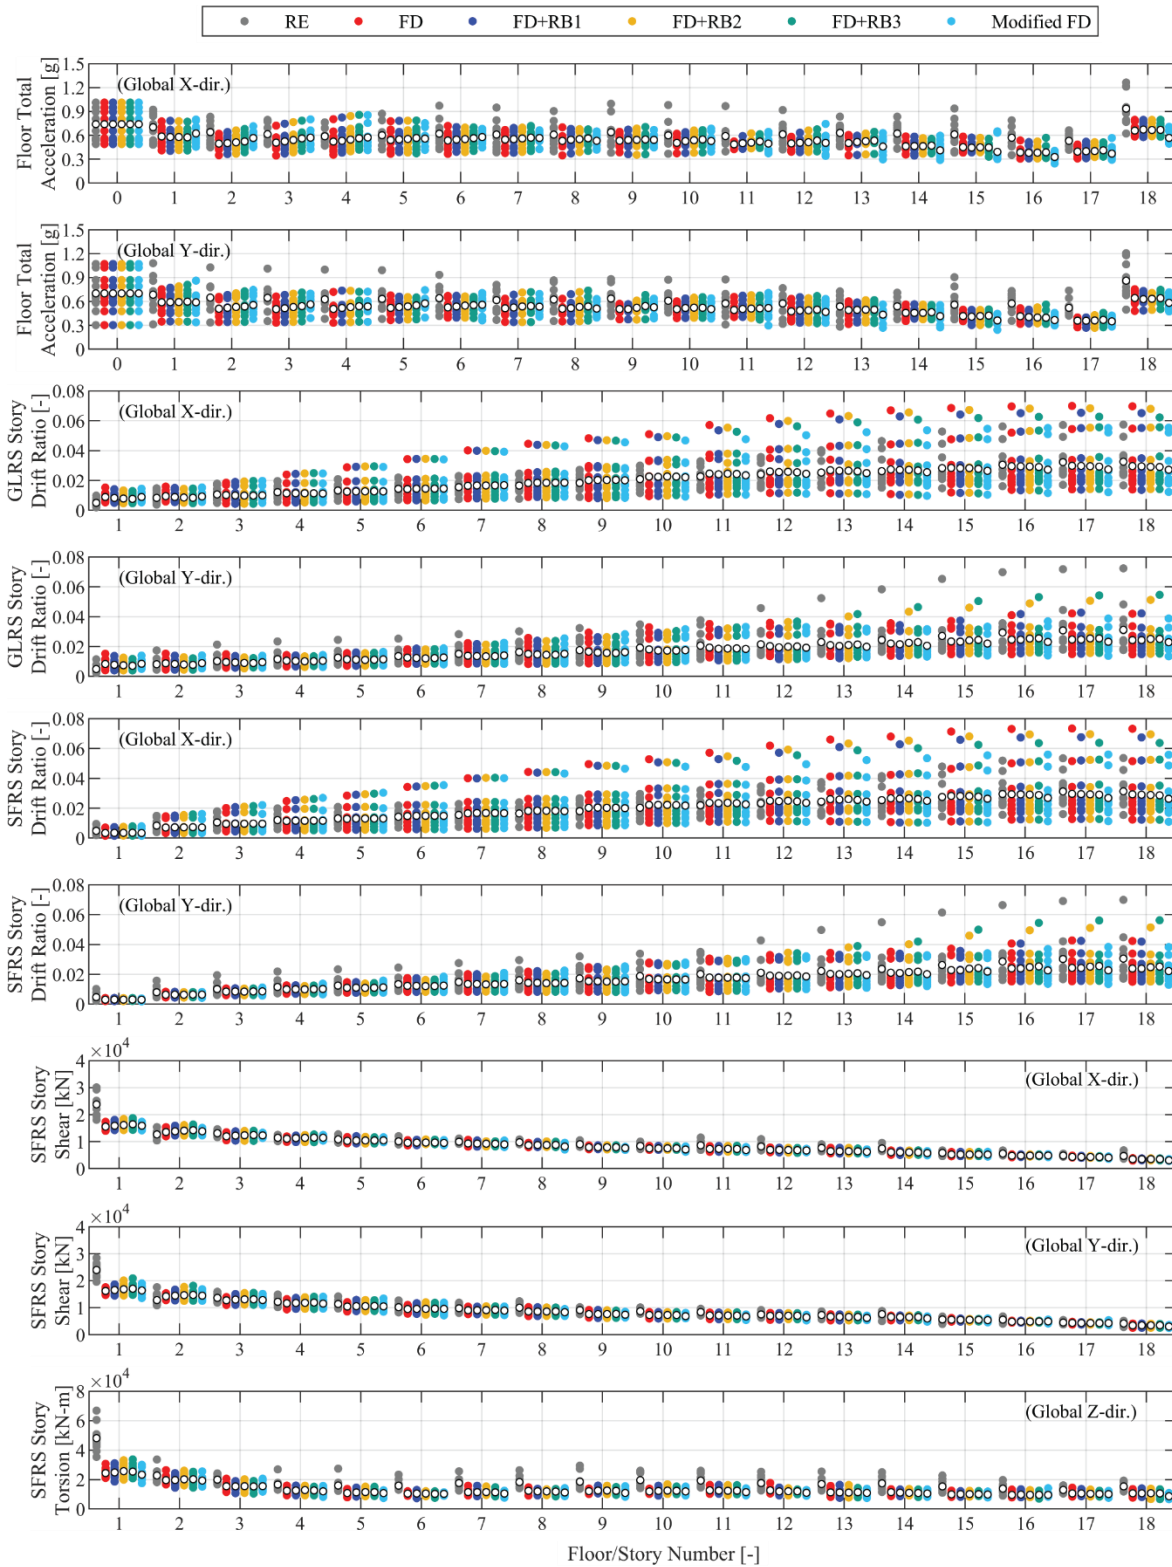 RE FD FD+RB1 FD+RB2 FD+RB3 Modified FD
Floor Total
Acceleration [g]
(Global X-dir.)
1.5
1.2
0.9
0.6
0.3
0
0 1 2 3 4 5 6 7 8 9 10 11 12 13 14 15 16 17 18
Floor Total
Acceleration [g]
(Global Y-dir.)
1.5
1.2
0.9
0.6
0.3
0
0 1 2 3 4 5 6 7 8 9 10 11 12 13 14 15 16 17 18
GLRS Story
Drift Ratio [-]
(Global X-dir.)
0.08
0.06
0.04
0.02
0
1 2 3 4 5 6 7 8 9 10 11 12 13 14 15 16 17 18
GLRS Story
Drift Ratio [-]
(Global Y-dir.)
0.08
0.06
0.04
0.02
0
1 2 3 4 5 6 7 8 9 10 11 12 13 14 15 16 17 18
SFRS Story
Drift Ratio [-]
(Global X-dir.)
0.08
0.06
0.04
0.02
0
1 2 3 4 5 6 7 8 9 10 11 12 13 14 15 16 17 18
SFRS Story
Drift Ratio [-]
(Global Y-dir.)
0.08
0.06
0.04
0.02
0
1 2 3 4 5 6 7 8 9 10 11 12 13 14 15 16 17 18
SFRS Story
Shear [kN]
×10⁴
(Global X-dir.)
4
3
2
1
0
1 2 3 4 5 6 7 8 9 10 11 12 13 14 15 16 17 18
SFRS Story
Shear [kN]
×10⁴
(Global Y-dir.)
4
3
2
1
0
1 2 3 4 5 6 7 8 9 10 11 12 13 14 15 16 17 18
SFRS Story
Torsion [kN-m]
×10⁴
(Global Z-dir.)
8
6
4
2
0
1 2 3 4 5 6 7 8 9 10 11 12 13 14 15 16 17 18
Floor/Story Number [-]